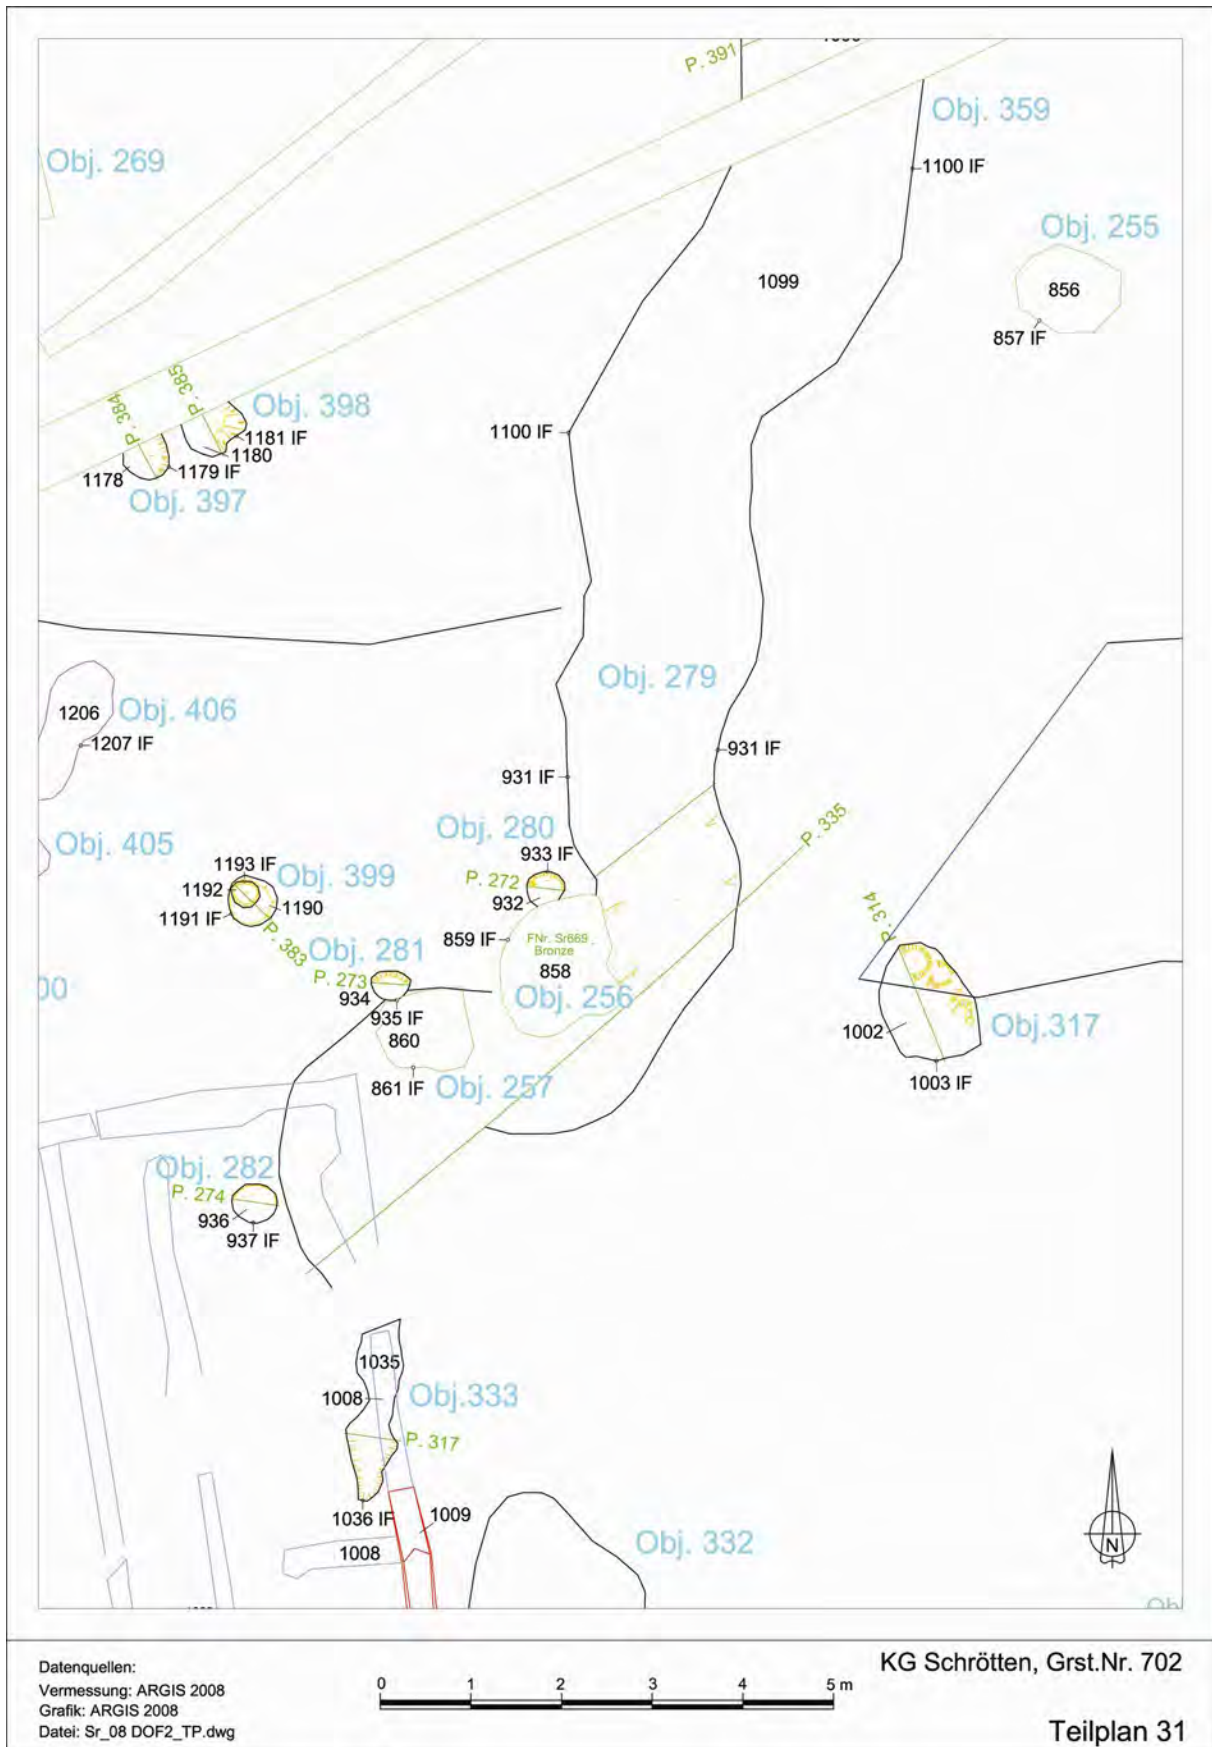 P. 391
Obj. 359
Obj. 269
1100 IF
Obj. 255
1099
856
857 IF
P. 385
P. 384
Obj. 398
1181 IF
1100 IF
1180
1179 IF
1178
Obj. 397
Obj. 279
1206
Obj. 406
1207 IF
931 IF
931 IF
Obj. 280
P. 335
Obj. 405
933 IF
1193 IF
Obj. 399
P. 272
1192
932
1190
1191 IF
P. 314
P. 383
859 IF
FNr. Sr669
Bronze
Obj. 281
858
P. 273
934
00
Obj. 256
935 IF
Obj.317
1002
860
861 IF
Obj. 257
1003 IF
Obj. 282
P. 274
936
937 IF
1035
1008
Obj.333
P. 317
1036 IF
1009
1008
Obj. 332
N
Datenquellen:
Vermessung: ARGIS 2008
Grafik: ARGIS 2008
Datei: Sr_08 DOF2_TP.dwg
0 1 2 3 4 5 m
KG Schrötten, Grst.Nr. 702
Teilplan 31